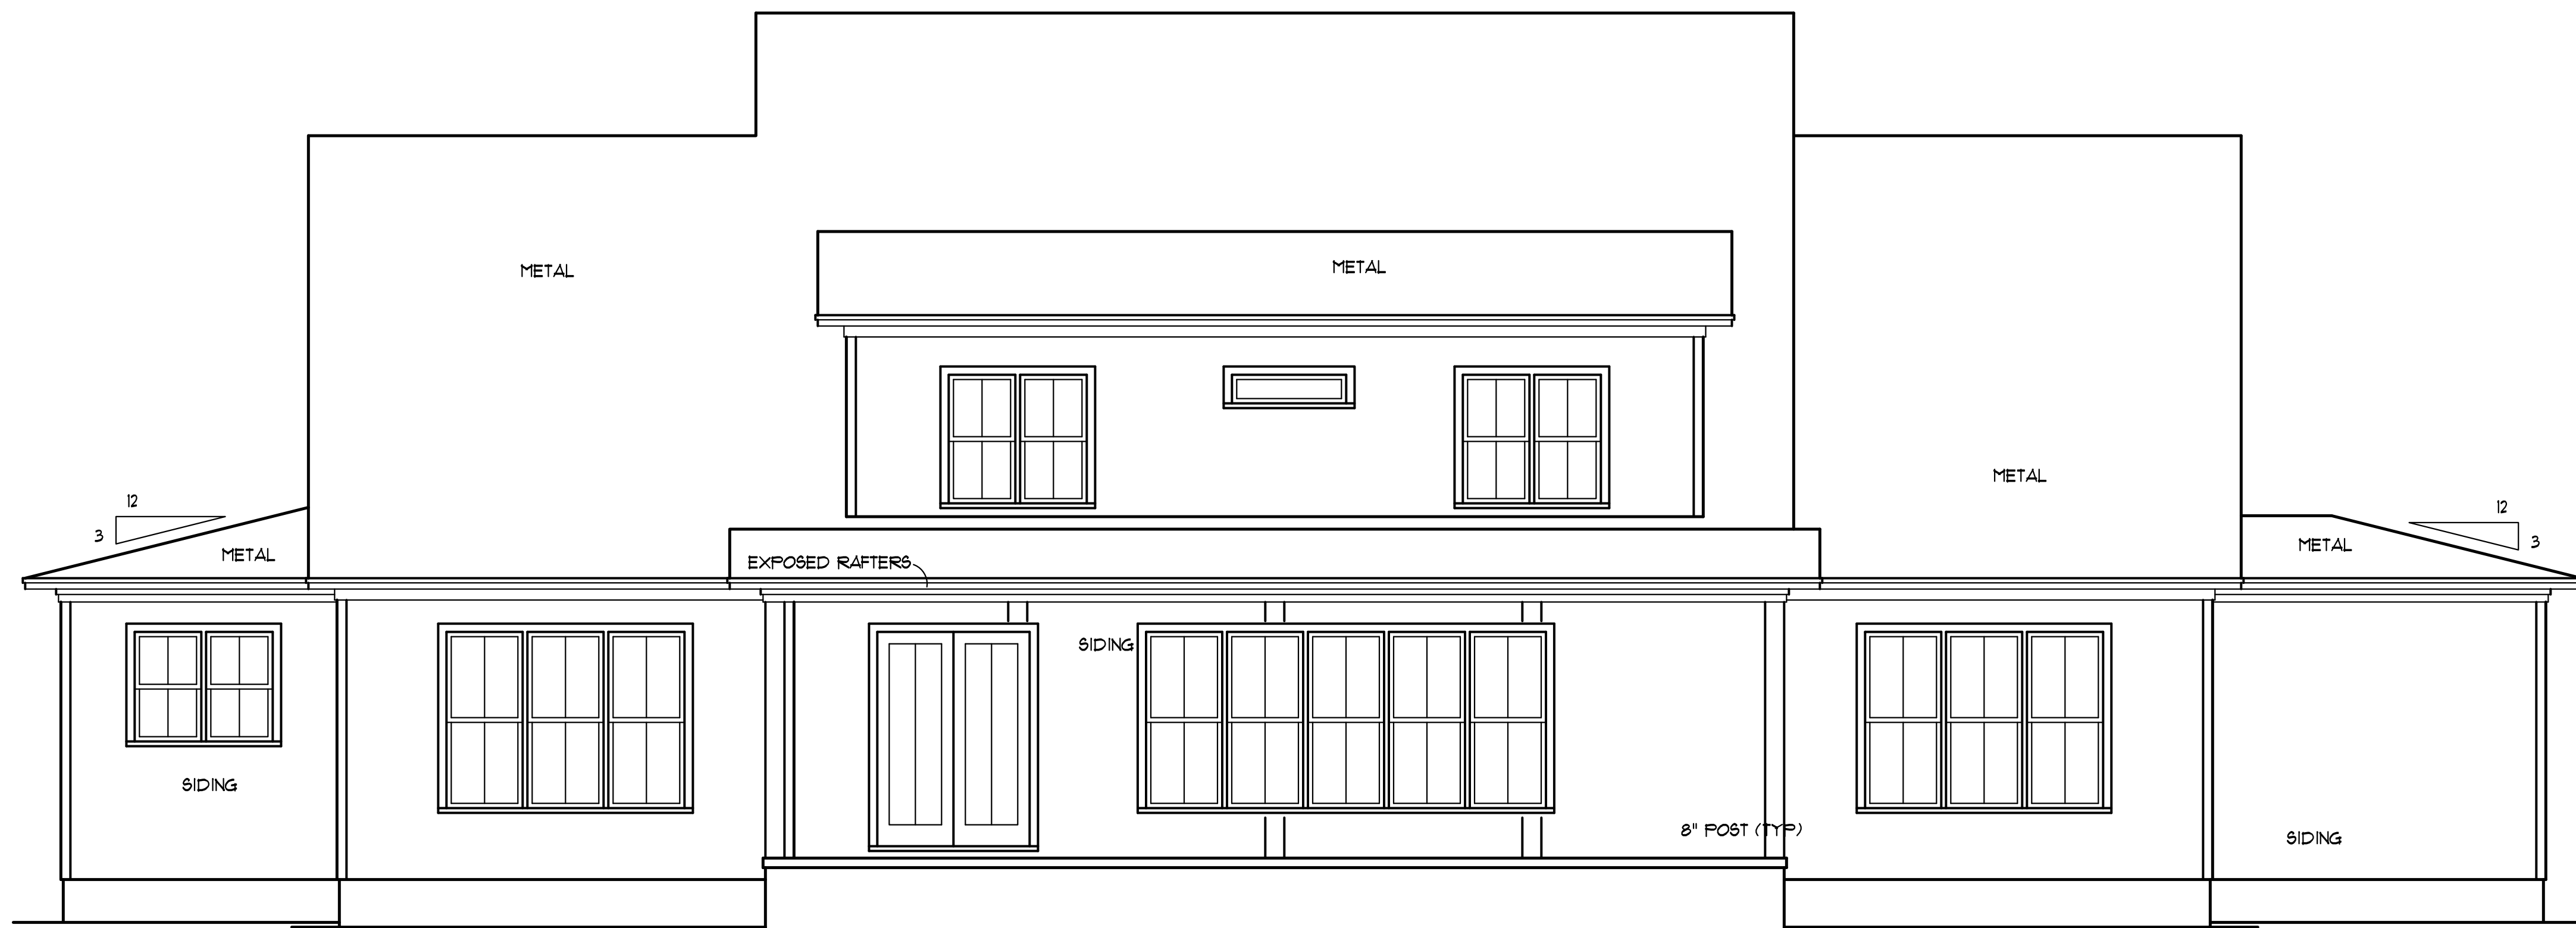 METAL
METAL
METAL
12
3
METAL
12
3
METAL
EXPOSED RAFTERS
SIDING
SIDING
8" POST (TYP)
SIDING